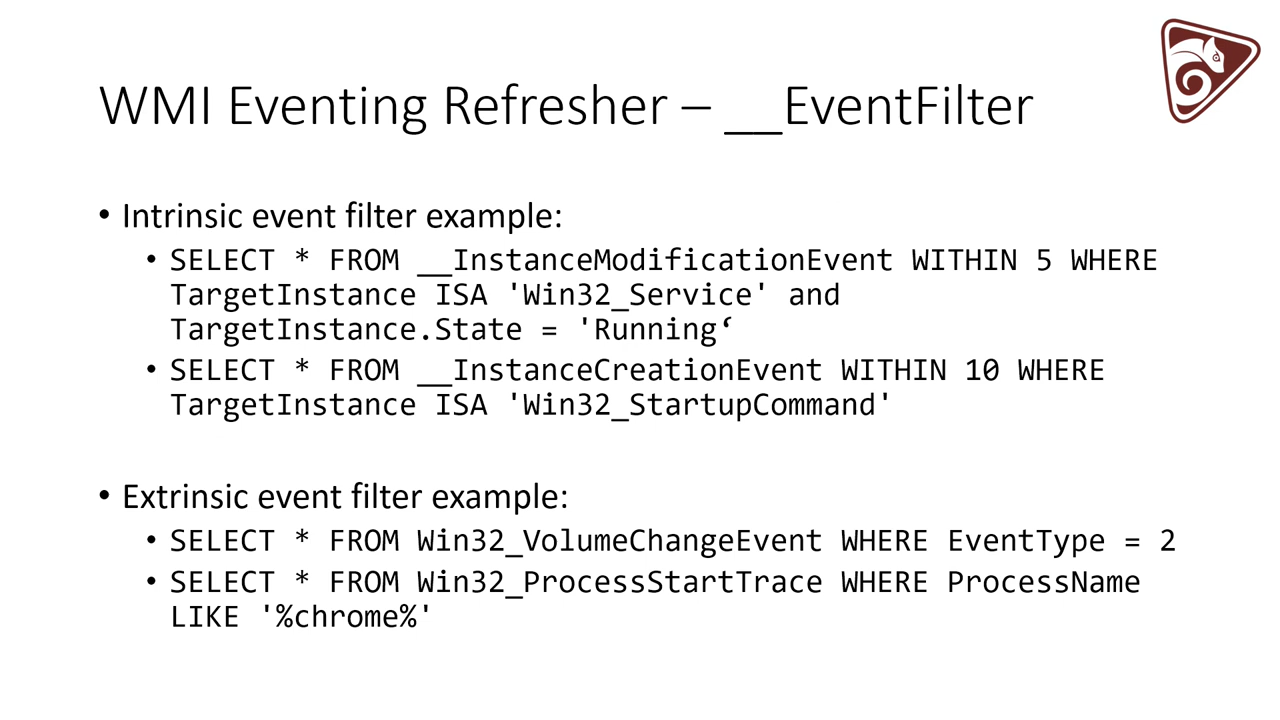 WMI Eventing Refresher – __EventFilter
• Intrinsic event filter example:
• SELECT * FROM __InstanceModificationEvent WITHIN 5 WHERE
TargetInstance ISA 'Win32_Service' and
TargetInstance.State = 'Running‘
• SELECT * FROM __InstanceCreationEvent WITHIN 10 WHERE
TargetInstance ISA 'Win32_StartupCommand'
• Extrinsic event filter example:
• SELECT * FROM Win32_VolumeChangeEvent WHERE EventType = 2
• SELECT * FROM Win32_ProcessStartTrace WHERE ProcessName
LIKE '%chrome%'